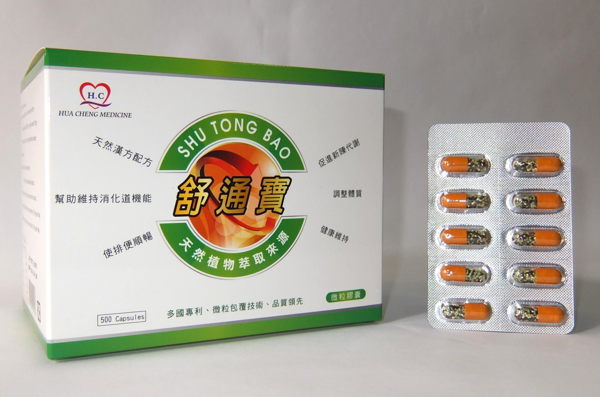 H.C
HUA CHENG MEDICINE
SHU TONG BAO
舒通寶
天然植物萃取來源
天然漢方配方
幫助維持消化道機能
使排便順暢
促進新陳代謝
調整體質
健康維持
500 Capsules
多國專利、微粒包覆技術、品質領先
微粒膠囊